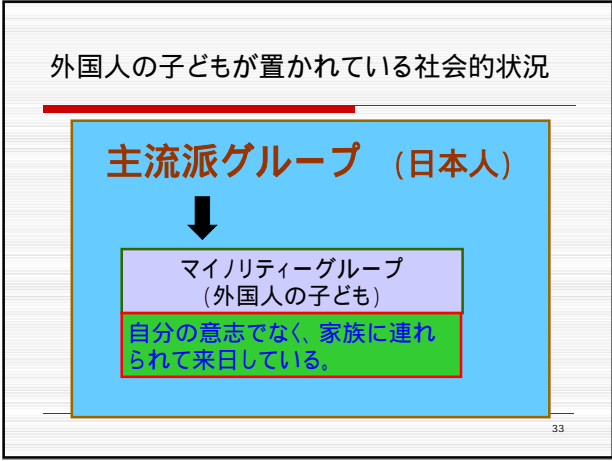 外国人の子どもが置かれている社会的状況
主流派グループ (日本人)
マイノリティーグループ
(外国人の子ども)
自分の意志でなく、家族に連れ
られて来日している。
33